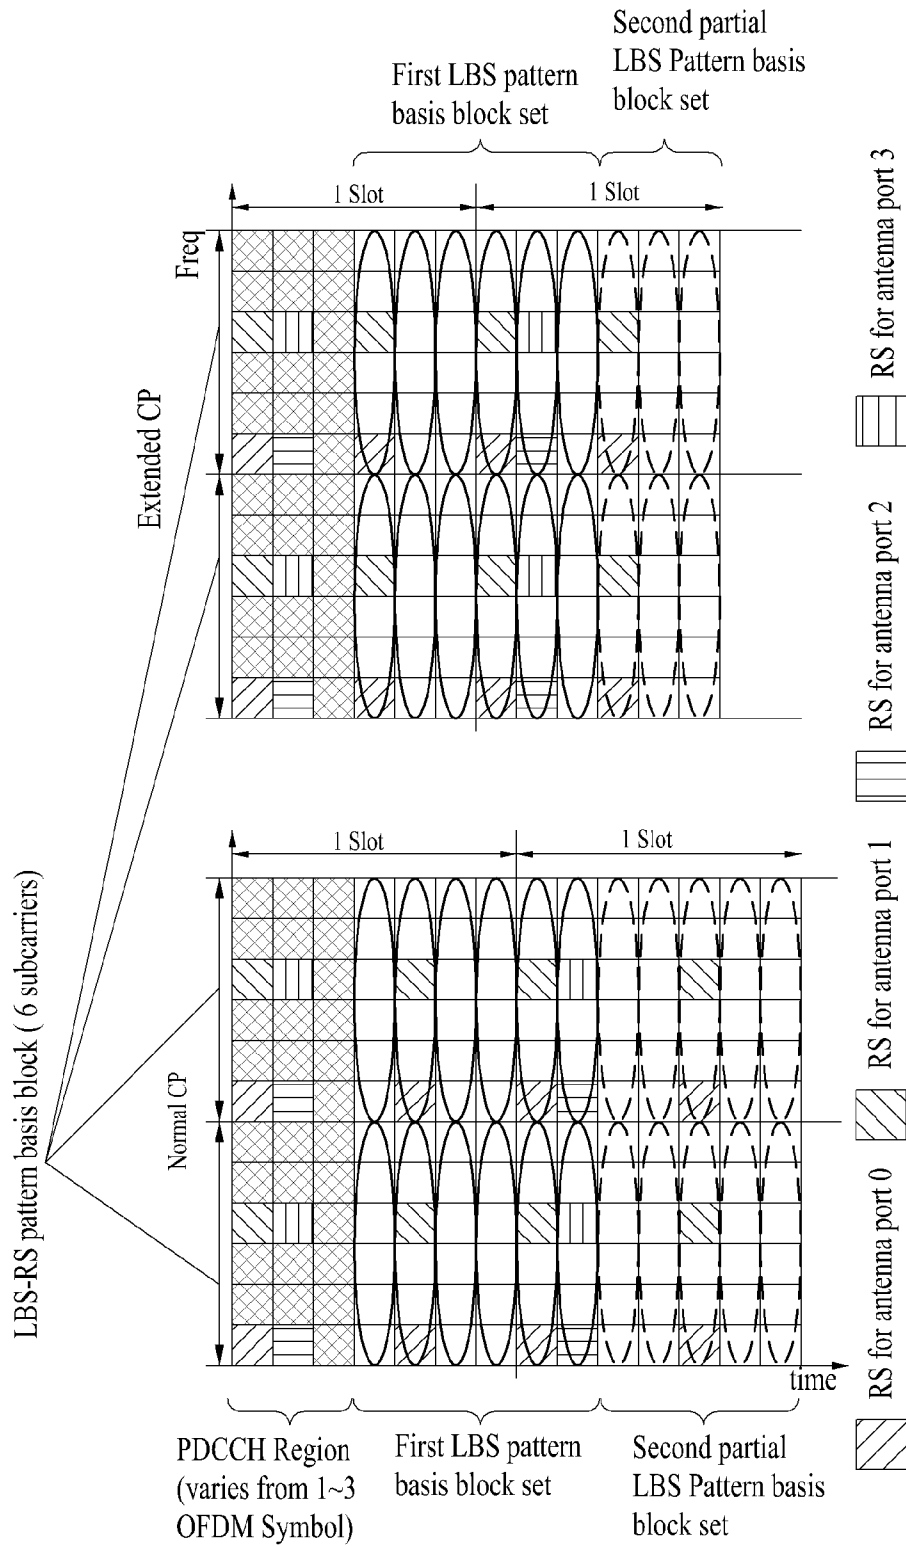 Second partial
LBS Pattern basis
block set
First LBS pattern
basis block set
1 Slot
1 Slot
Freq
Extended CP
RS for antenna port 3
RS for antenna port 2
1 Slot
1 Slot
LBS-RS pattern basis block ( 6 subcarriers)
Normal CP
RS for antenna port 1
RS for antenna port 0
time
PDCCH Region
(varies from 1~3
OFDM Symbol)
First LBS pattern
basis block set
Second partial
LBS Pattern basis
block set